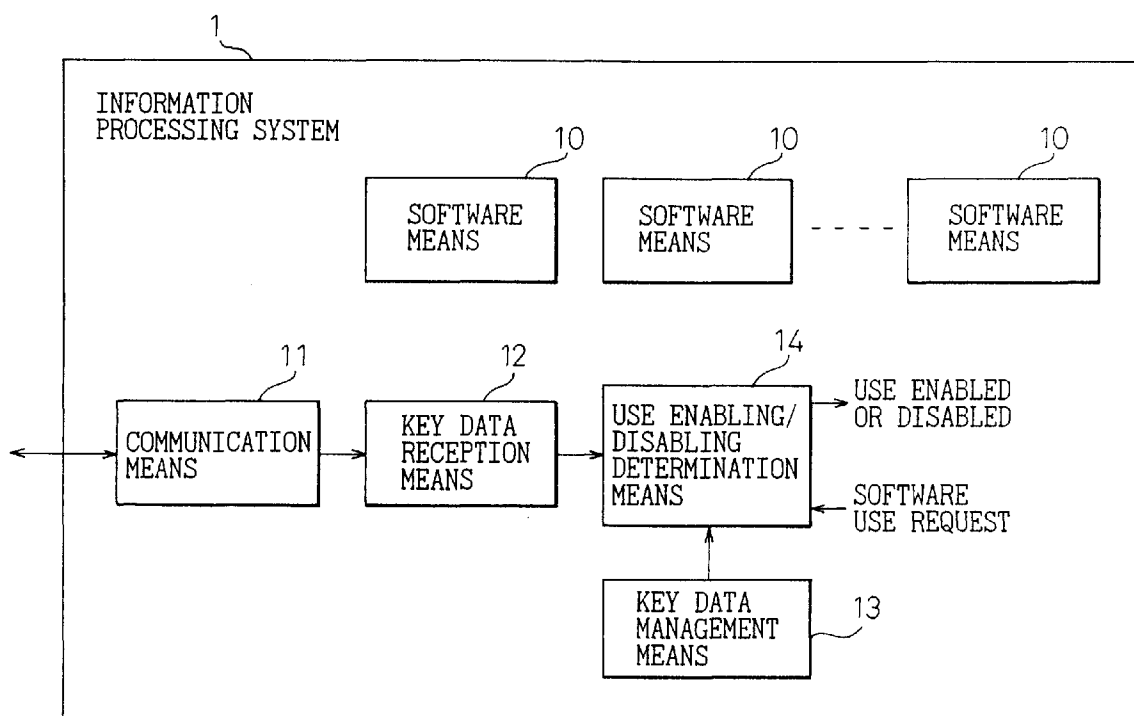 1
INFORMATION
PROCESSING SYSTEM
10
10
10
SOFTWARE
MEANS
SOFTWARE
MEANS
SOFTWARE
MEANS
11
12
14
COMMUNICATION
MEANS
KEY DATA
RECEPTION
MEANS
USE ENABLING/
DISABLING
DETERMINATION
MEANS
USE ENABLED
OR DISABLED
SOFTWARE
USE REQUEST
KEY DATA
MANAGEMENT
MEANS
13